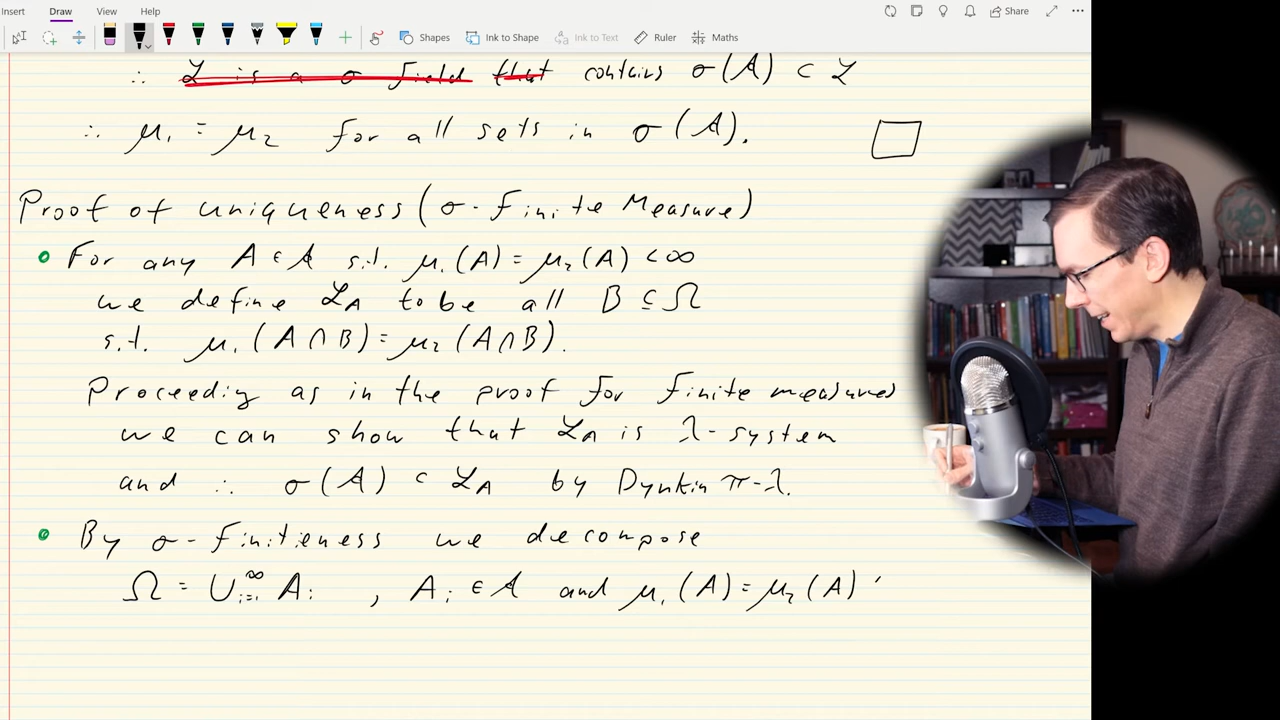 Insert Draw View Help Share
Shapes Ink to Shape Ink to Text Ruler Maths
∴ ℒ is a σ field that contains σ(𝒜) ⊂ ℒ
∴ μ₁ = μ₂ for all sets in σ(𝒜). □
Proof of uniqueness (σ-finite Measure)
• For any A ∈ 𝒜 s.t. μ₁(A) = μ₂(A) < ∞
we define ℒ_A to be all B ⊆ Ω
s.t. μ₁(A ∩ B) = μ₂(A ∩ B).
Proceeding as in the proof for finite measures
we can show that ℒ_A is λ-system
and ∴ σ(𝒜) ⊂ ℒ_A by Dynkin π-λ.
• By σ-finiteness we decompose
Ω = ∪_{i=1}^∞ A_i , A_i ∈ 𝒜 and μ₁(A) = μ₂(A)